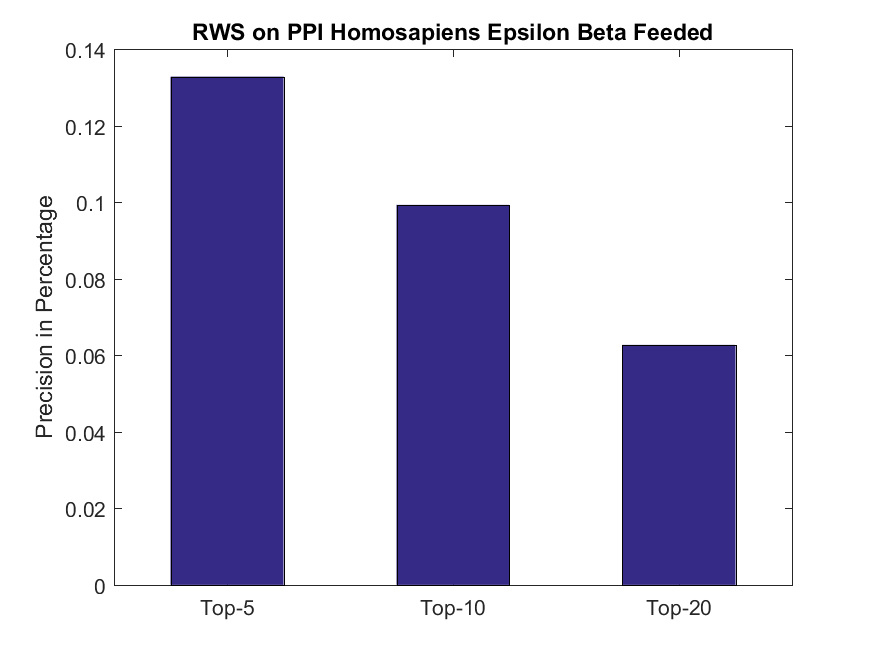 RWS on PPI Homosapiens Epsilon Beta Feeded
Precision in Percentage
0.14
0.12
0.1
0.08
0.06
0.04
0.02
0
Top-5 Top-10 Top-20